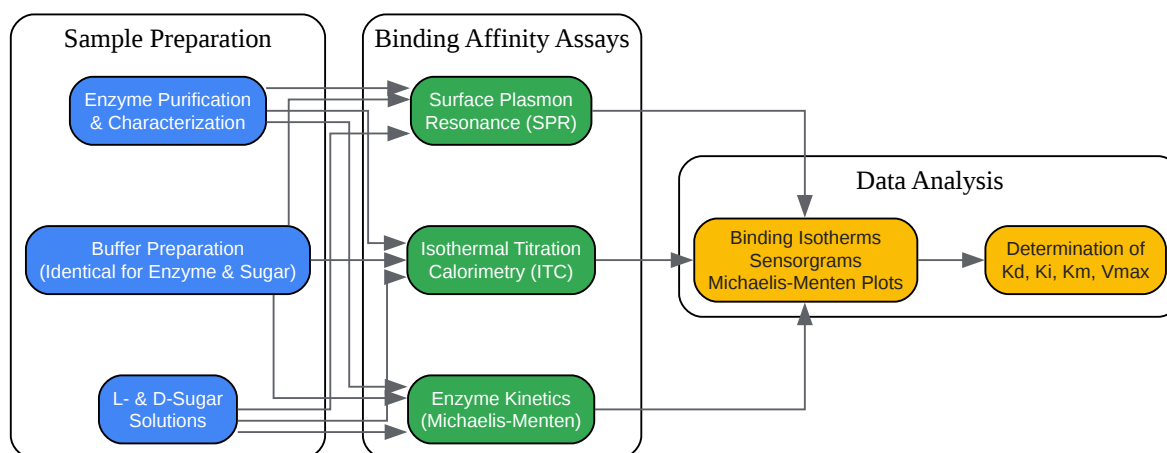 Sample Preparation
Enzyme Purification
& Characterization
Buffer Preparation
(Identical for Enzyme & Sugar)
L- & D-Sugar
Solutions
Binding Affinity Assays
Surface Plasmon
Resonance (SPR)
Isothermal Titration
Calorimetry (ITC)
Enzyme Kinetics
(Michaelis-Menten)
Data Analysis
Binding Isotherms
Sensorgrams
Michaelis-Menten Plots
Determination of
Kd, Ki, Km, Vmax